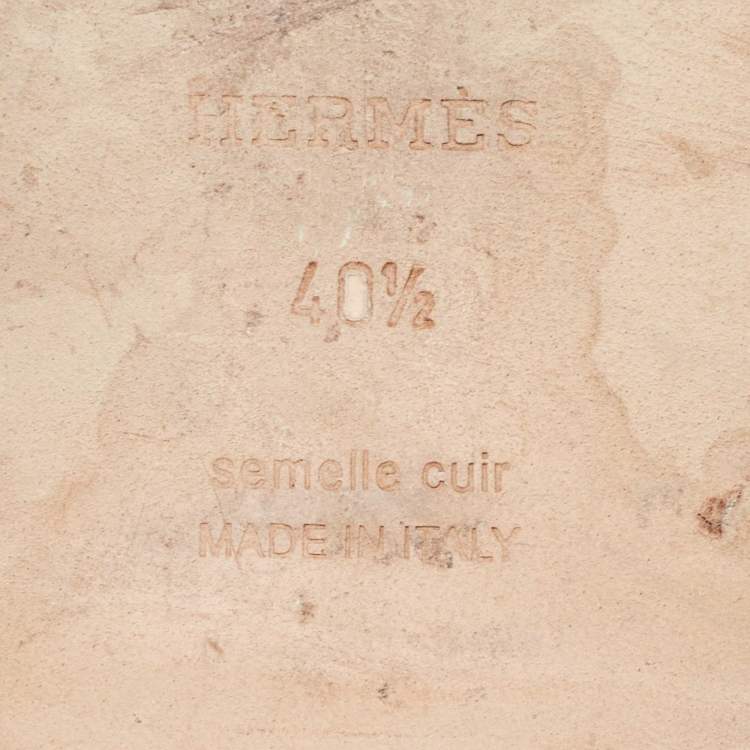 HERMÈS
40½
semelle cuir
MADE IN ITALY